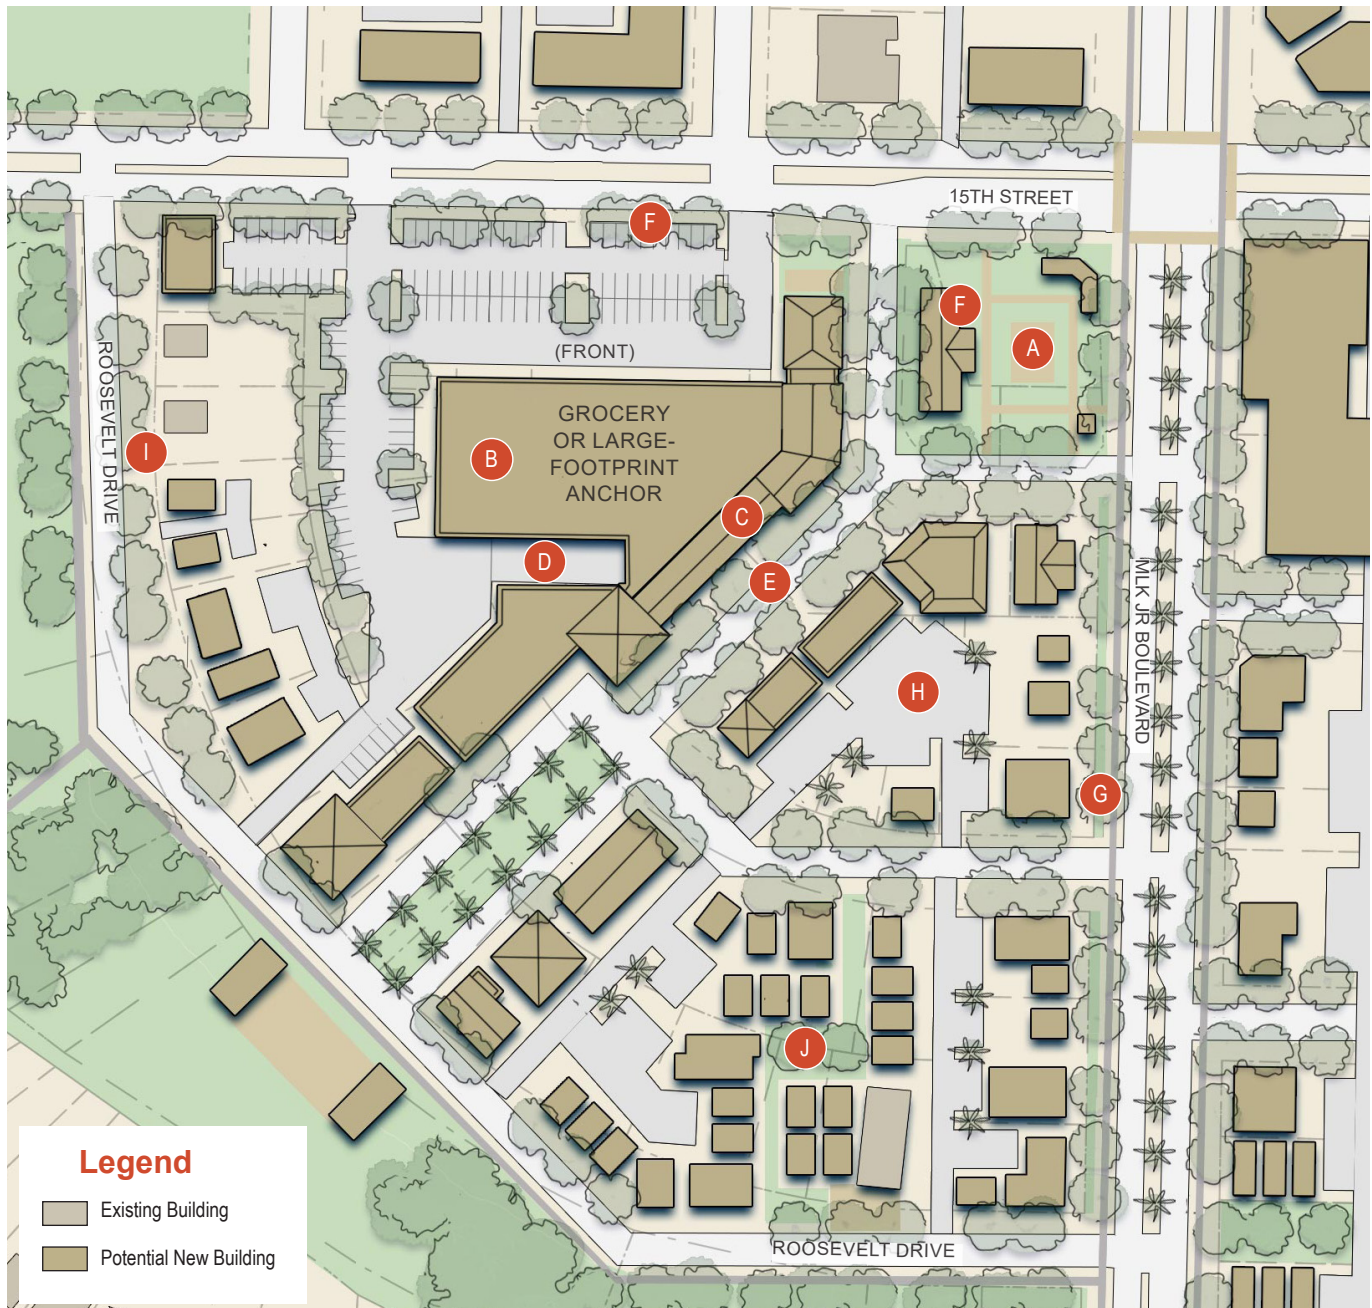 15TH STREET
F
F
A
(FRONT)
ROOSEVELT DRIVE
GROCERY
OR LARGE-
FOOTPRINT
ANCHOR
B
I
C
D
E
MLK JR BOULEVARD
H
G
J
ROOSEVELT DRIVE
Legend
Existing Building
Potential New Building